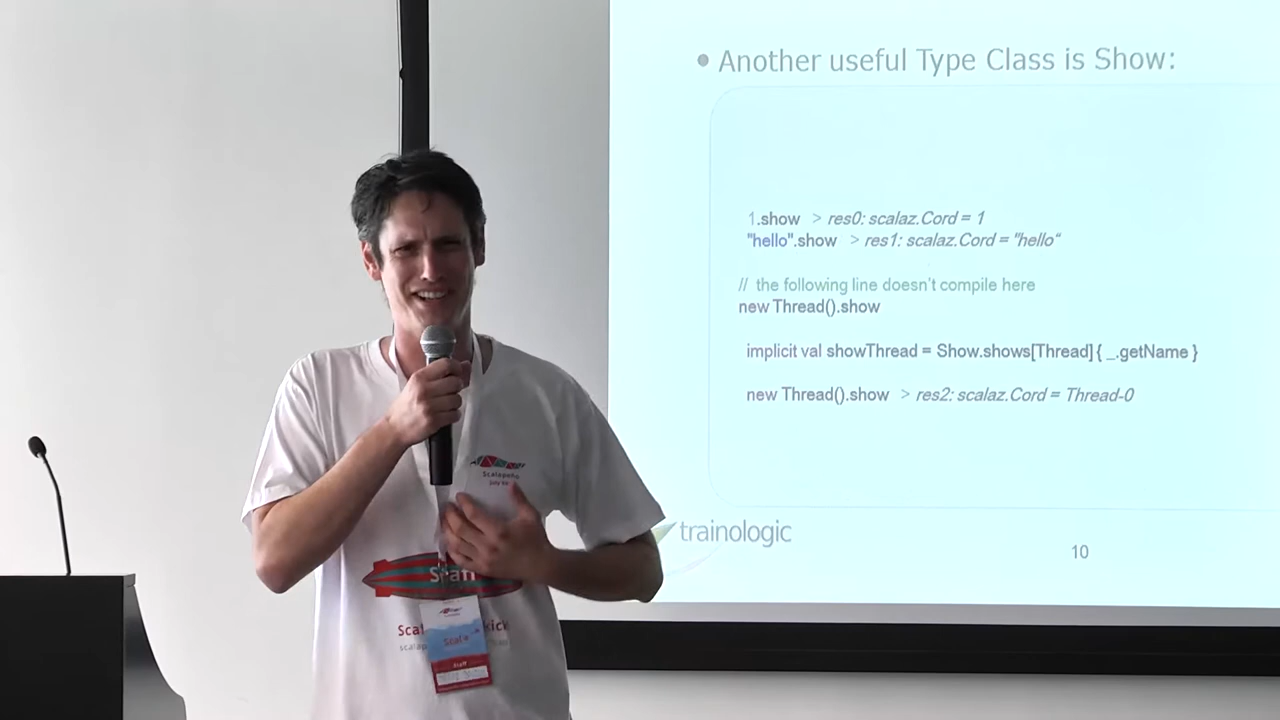 • Another useful Type Class is Show:
1.show > res0: scalaz.Cord = 1
"hello".show > res1: scalaz.Cord = "hello“
// the following line doesn't compile here
new Thread().show
implicit val showThread = Show.shows[Thread] { _.getName }
new Thread().show > res2: scalaz.Cord = Thread-0
trainologic
10
Scalapeño
Staff